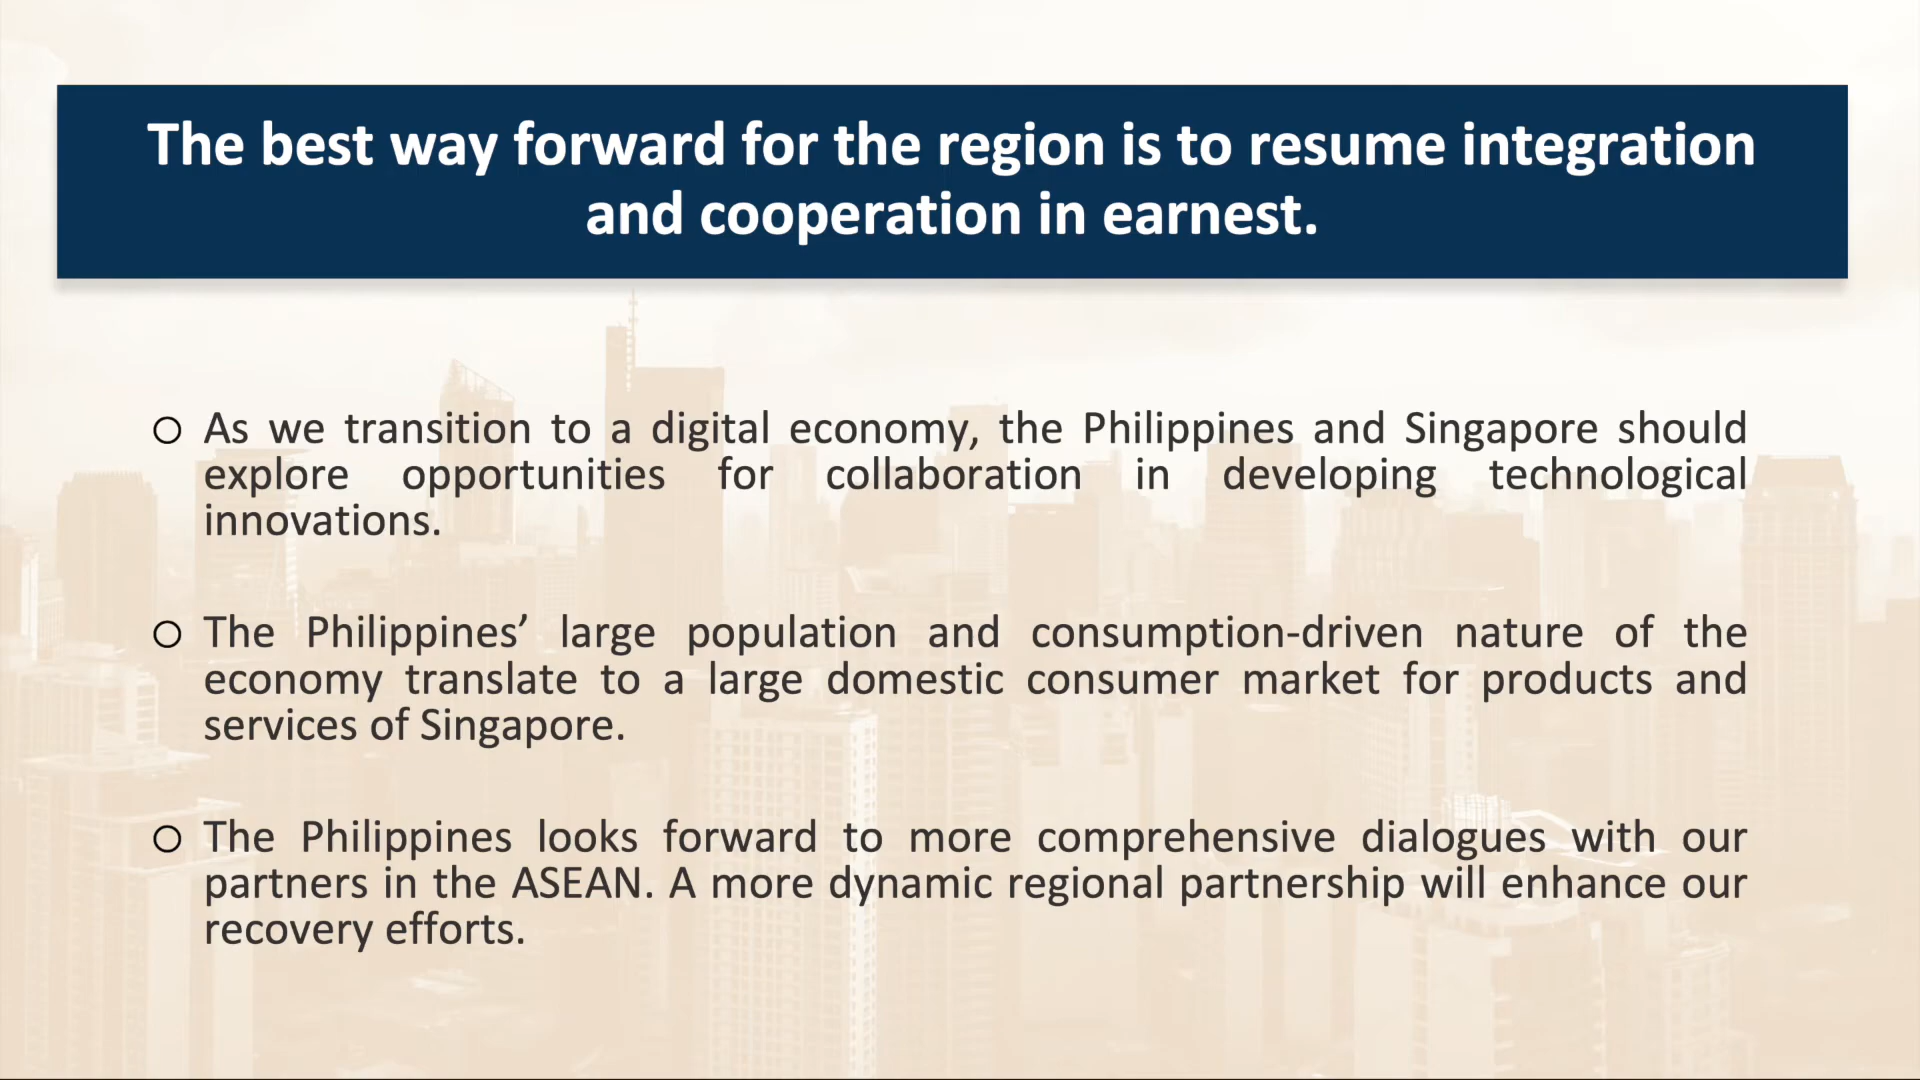 The best way forward for the region is to resume integration
and cooperation in earnest.
○ As we transition to a digital economy, the Philippines and Singapore should
explore opportunities for collaboration in developing technological
innovations.
○ The Philippines’ large population and consumption-driven nature of the
economy translate to a large domestic consumer market for products and
services of Singapore.
○ The Philippines looks forward to more comprehensive dialogues with our
partners in the ASEAN. A more dynamic regional partnership will enhance our
recovery efforts.